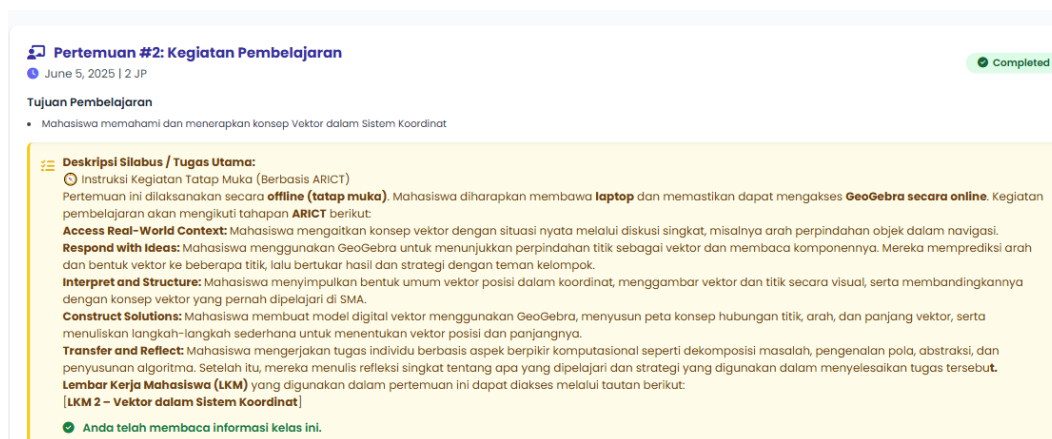 Pertemuan #2: Kegiatan Pembelajaran
June 5, 2025 | 2 JP
Completed
Tujuan Pembelajaran
• Mahasiswa memahami dan menerapkan konsep Vektor dalam Sistem Koordinat
Deskripsi Silabus / Tugas Utama:
Instruksi Kegiatan Tatap Muka (Berbasis ARICT)
Pertemuan ini dilaksanakan secara offline (tatap muka). Mahasiswa diharapkan membawa laptop dan memastikan dapat mengakses GeoGebra secara online. Kegiatan
pembelajaran akan mengikuti tahapan ARICT berikut:
Access Real-World Context: Mahasiswa mengaitkan konsep vektor dengan situasi nyata melalui diskusi singkat, misalnya arah perpindahan objek dalam navigasi.
Respond with Ideas: Mahasiswa menggunakan GeoGebra untuk menunjukkan perpindahan titik sebagai vektor dan membaca komponennya. Mereka memprediksi arah
dan bentuk vektor ke beberapa titik, lalu bertukar hasil dan strategi dengan teman kelompok.
Interpret and Structure: Mahasiswa menyimpulkan bentuk umum vektor posisi dalam koordinat, menggambar vektor dan titik secara visual, serta membandingkannya
dengan konsep vektor yang pernah dipelajari di SMA.
Construct Solutions: Mahasiswa membuat model digital vektor menggunakan GeoGebra, menyusun peta konsep hubungan titik, arah, dan panjang vektor, serta
menuliskan langkah-langkah sederhana untuk menentukan vektor posisi dan panjangnya.
Transfer and Reflect: Mahasiswa mengerjakan tugas individu berbasis aspek berpikir komputasional seperti dekomposisi masalah, pengenalan pola, abstraksi, dan
penyusunan algoritma. Setelah itu, mereka menulis refleksi singkat tentang apa yang dipelajari dan strategi yang digunakan dalam menyelesaikan tugas tersebut.
Lembar Kerja Mahasiswa (LKM) yang digunakan dalam pertemuan ini dapat diakses melalui tautan berikut:
[LKM 2 – Vektor dalam Sistem Koordinat]
Anda telah membaca informasi kelas ini.